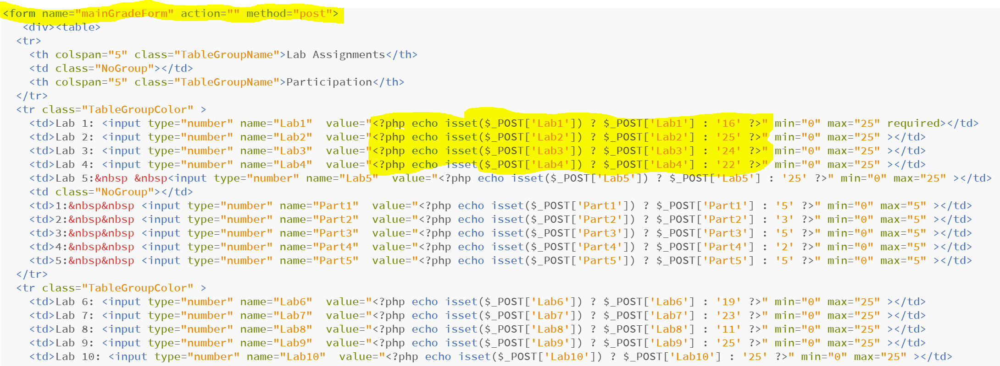 <form name="mainGradeForm" action="" method="post">
<div><table>
<tr>
<th colspan="5" class="TableGroupName">Lab Assignments</th>
<td class="NoGroup"></td>
<th colspan="5" class="TableGroupName">Participation</th>
</tr>
<tr class="TableGroupColor" >
<td>Lab 1: <input type="number" name="Lab1"  value="<?php echo isset($_POST['Lab1']) ? $_POST['Lab1'] : '16' ?>" min="0" max="25" required></td>
<td>Lab 2: <input type="number" name="Lab2"  value="<?php echo isset($_POST['Lab2']) ? $_POST['Lab2'] : '25' ?>" min="0" max="25" ></td>
<td>Lab 3: <input type="number" name="Lab3"  value="<?php echo isset($_POST['Lab3']) ? $_POST['Lab3'] : '24' ?>" min="0" max="25" ></td>
<td>Lab 4: <input type="number" name="Lab4"  value="<?php echo isset($_POST['Lab4']) ? $_POST['Lab4'] : '22' ?>" min="0" max="25" ></td>
<td>Lab 5:&nbsp &nbsp<input type="number" name="Lab5"  value="<?php echo isset($_POST['Lab5']) ? $_POST['Lab5'] : '25' ?>" min="0" max="25" ></td>
<td class="NoGroup"></td>
<td>1:&nbsp&nbsp <input type="number" name="Part1"  value="<?php echo isset($_POST['Part1']) ? $_POST['Part1'] : '5' ?>" min="0" max="5" ></td>
<td>2:&nbsp&nbsp <input type="number" name="Part2"  value="<?php echo isset($_POST['Part2']) ? $_POST['Part2'] : '3' ?>" min="0" max="5" ></td>
<td>3:&nbsp&nbsp <input type="number" name="Part3"  value="<?php echo isset($_POST['Part3']) ? $_POST['Part3'] : '5' ?>" min="0" max="5" ></td>
<td>4:&nbsp&nbsp <input type="number" name="Part4"  value="<?php echo isset($_POST['Part4']) ? $_POST['Part4'] : '2' ?>" min="0" max="5" ></td>
<td>5:&nbsp&nbsp <input type="number" name="Part5"  value="<?php echo isset($_POST['Part5']) ? $_POST['Part5'] : '5' ?>" min="0" max="5" ></td>
</tr>
<tr class="TableGroupColor" >
<td>Lab 6: <input type="number" name="Lab6"  value="<?php echo isset($_POST['Lab6']) ? $_POST['Lab6'] : '19' ?>" min="0" max="25" ></td>
<td>Lab 7: <input type="number" name="Lab7"  value="<?php echo isset($_POST['Lab7']) ? $_POST['Lab7'] : '23' ?>" min="0" max="25" ></td>
<td>Lab 8: <input type="number" name="Lab8"  value="<?php echo isset($_POST['Lab8']) ? $_POST['Lab8'] : '11' ?>" min="0" max="25" ></td>
<td>Lab 9: <input type="number" name="Lab9"  value="<?php echo isset($_POST['Lab9']) ? $_POST['Lab9'] : '25' ?>" min="0" max="25" ></td>
<td>Lab 10: <input type="number" name="Lab10"  value="<?php echo isset($_POST['Lab10']) ? $_POST['Lab10'] : '25' ?>" min="0" max="25" ></td>